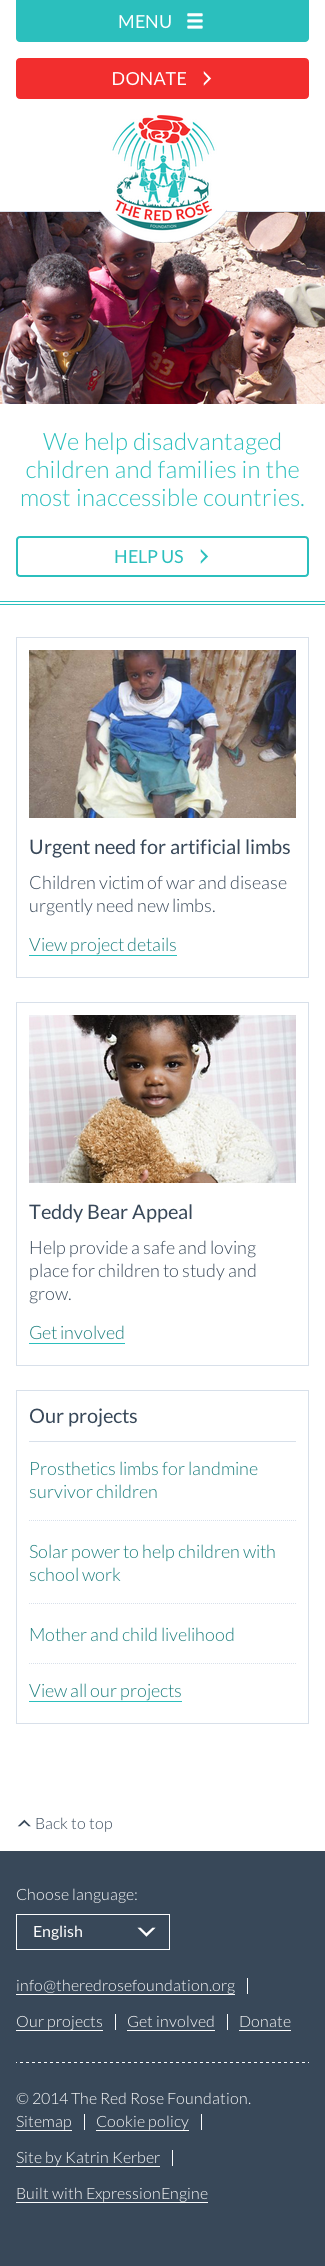 MENU
DONATE
THE RED ROSE
FOUNDATION
We help disadvantaged
children and families in the
most inaccessible countries.
HELP US
Urgent need for artificial limbs
Children victim of war and disease
urgently need new limbs.
View project details
Teddy Bear Appeal
Help provide a safe and loving
place for children to study and
grow.
Get involved
Our projects
Prosthetics limbs for landmine
survivor children
Solar power to help children with
school work
Mother and child livelihood
View all our projects
Back to top
Choose language:
English
info@theredrosefoundation.org
Our projects | Get involved | Donate
© 2014 The Red Rose Foundation.
Sitemap | Cookie policy
Site by Katrin Kerber
Built with ExpressionEngine